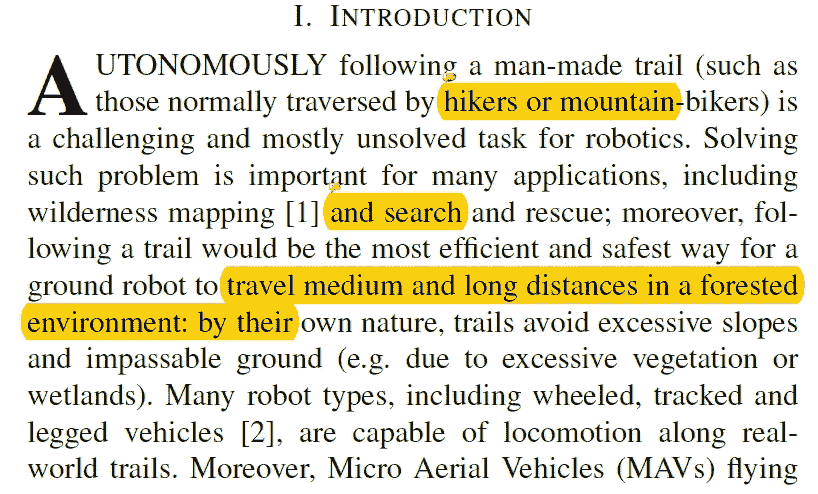 I. INTRODUCTION
AUTONOMOUSLY following a man-made trail (such as
those normally traversed by hikers or mountain-bikers) is
a challenging and mostly unsolved task for robotics. Solving
such problem is important for many applications, including
wilderness mapping [1] and search and rescue; moreover, fol-
lowing a trail would be the most efficient and safest way for a
ground robot to travel medium and long distances in a forested
environment: by their own nature, trails avoid excessive slopes
and impassable ground (e.g. due to excessive vegetation or
wetlands). Many robot types, including wheeled, tracked and
legged vehicles [2], are capable of locomotion along real-
world trails. Moreover, Micro Aerial Vehicles (MAVs) flying